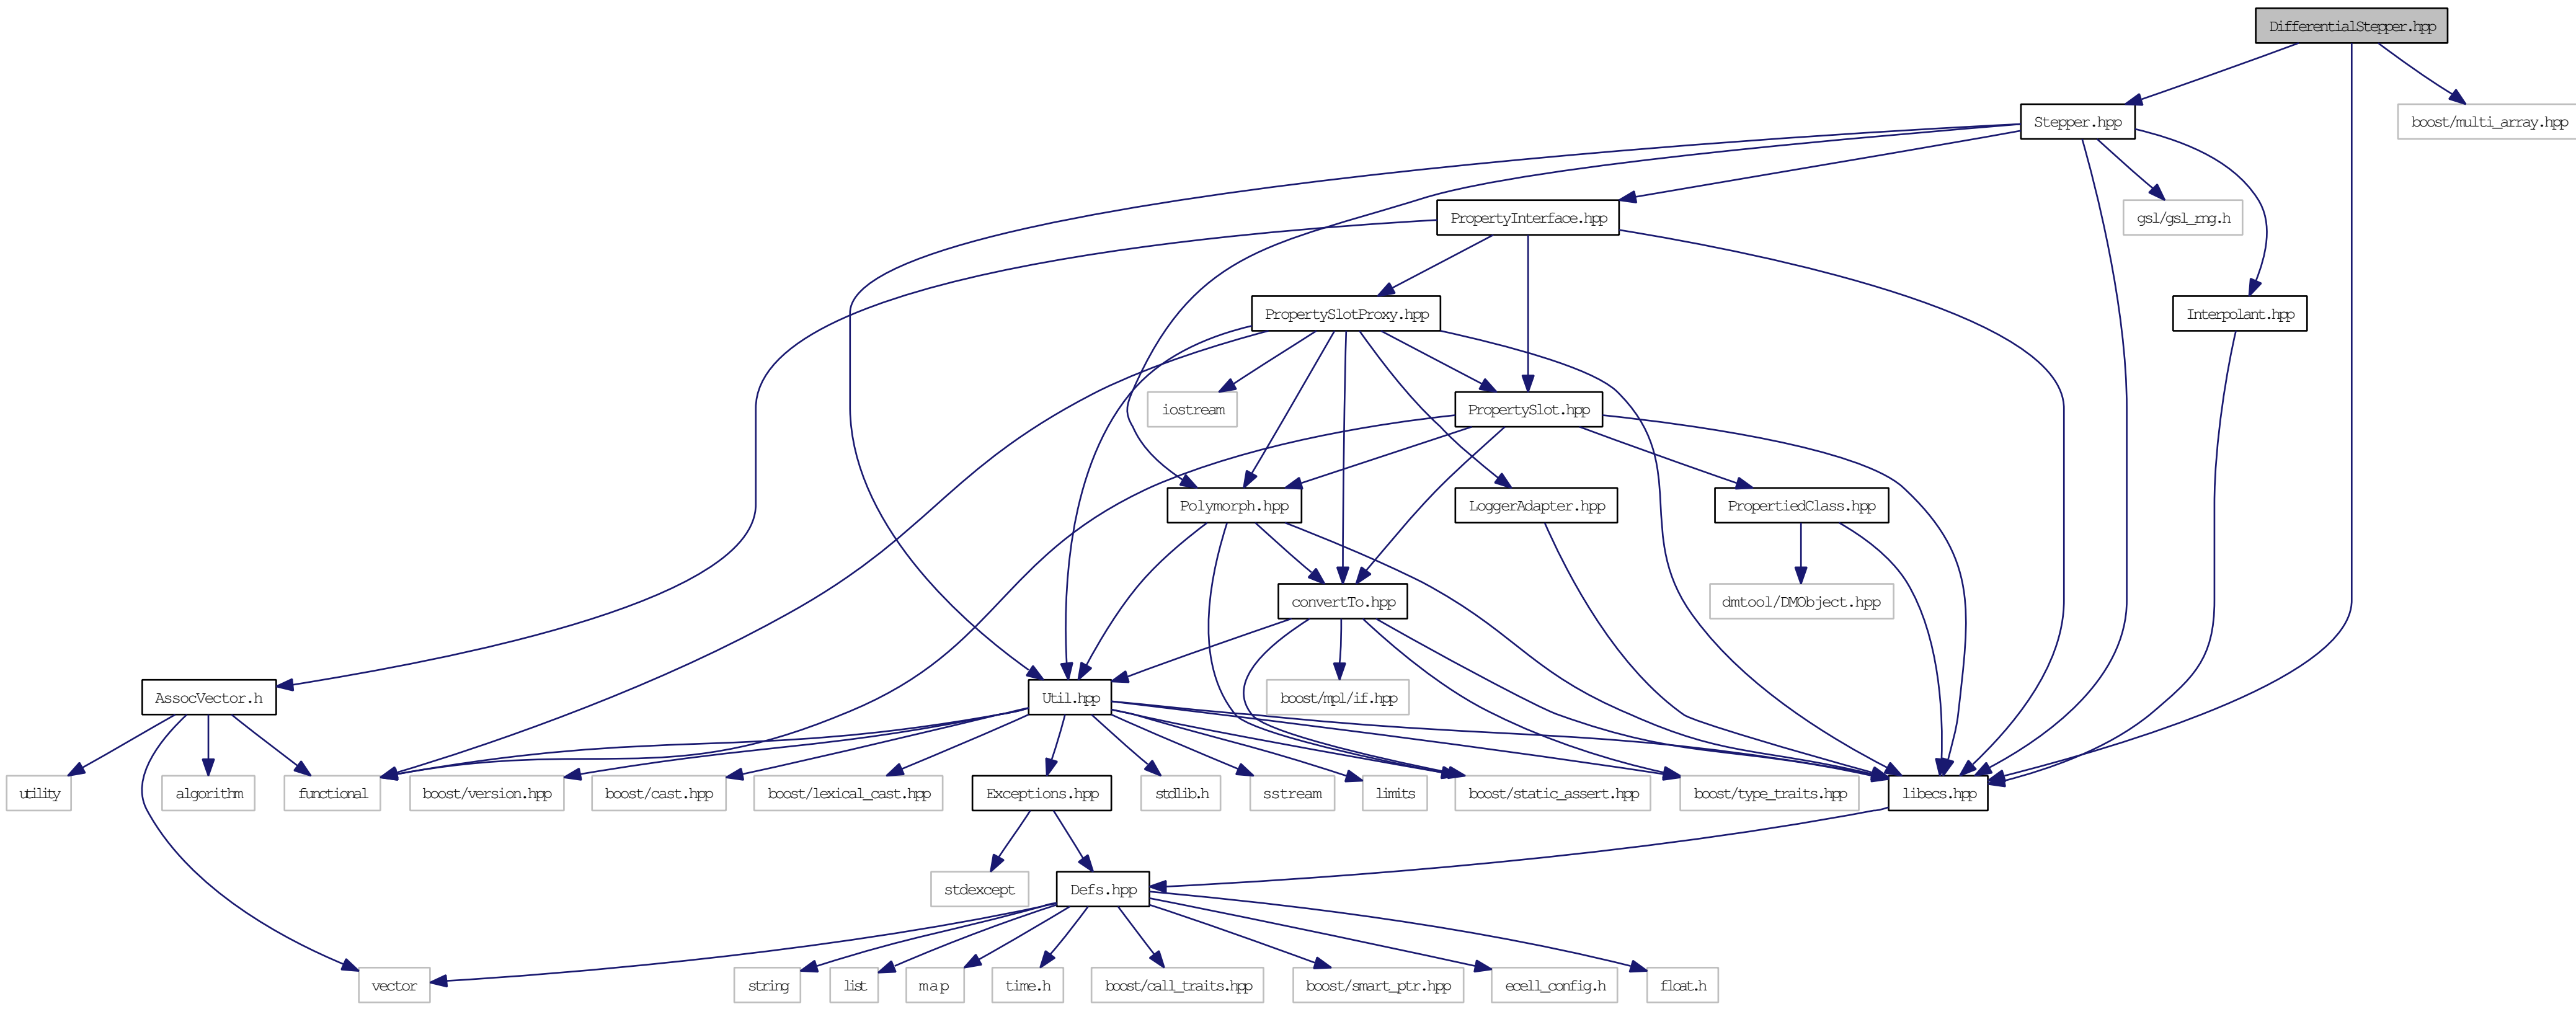 DifferentialStepper.hpp
Stepper.hpp
boost/multi_array.hpp
PropertyInterface.hpp
gsl/gsl_rng.h
PropertySlotProxy.hpp
Interpolant.hpp
iostream
PropertySlot.hpp
Polymorph.hpp
LoggerAdapter.hpp
PropertiedClass.hpp
convertTo.hpp
dmtool/DMObject.hpp
AssocVector.h
Util.hpp
boost/mpl/if.hpp
utility
algorithm
functional
boost/version.hpp
boost/cast.hpp
boost/lexical_cast.hpp
Exceptions.hpp
stdlib.h
sstream
limits
boost/static_assert.hpp
boost/type_traits.hpp
libecs.hpp
stdexcept
Defs.hpp
vector
string
list
map
time.h
boost/call_traits.hpp
boost/smart_ptr.hpp
ecell_config.h
float.h